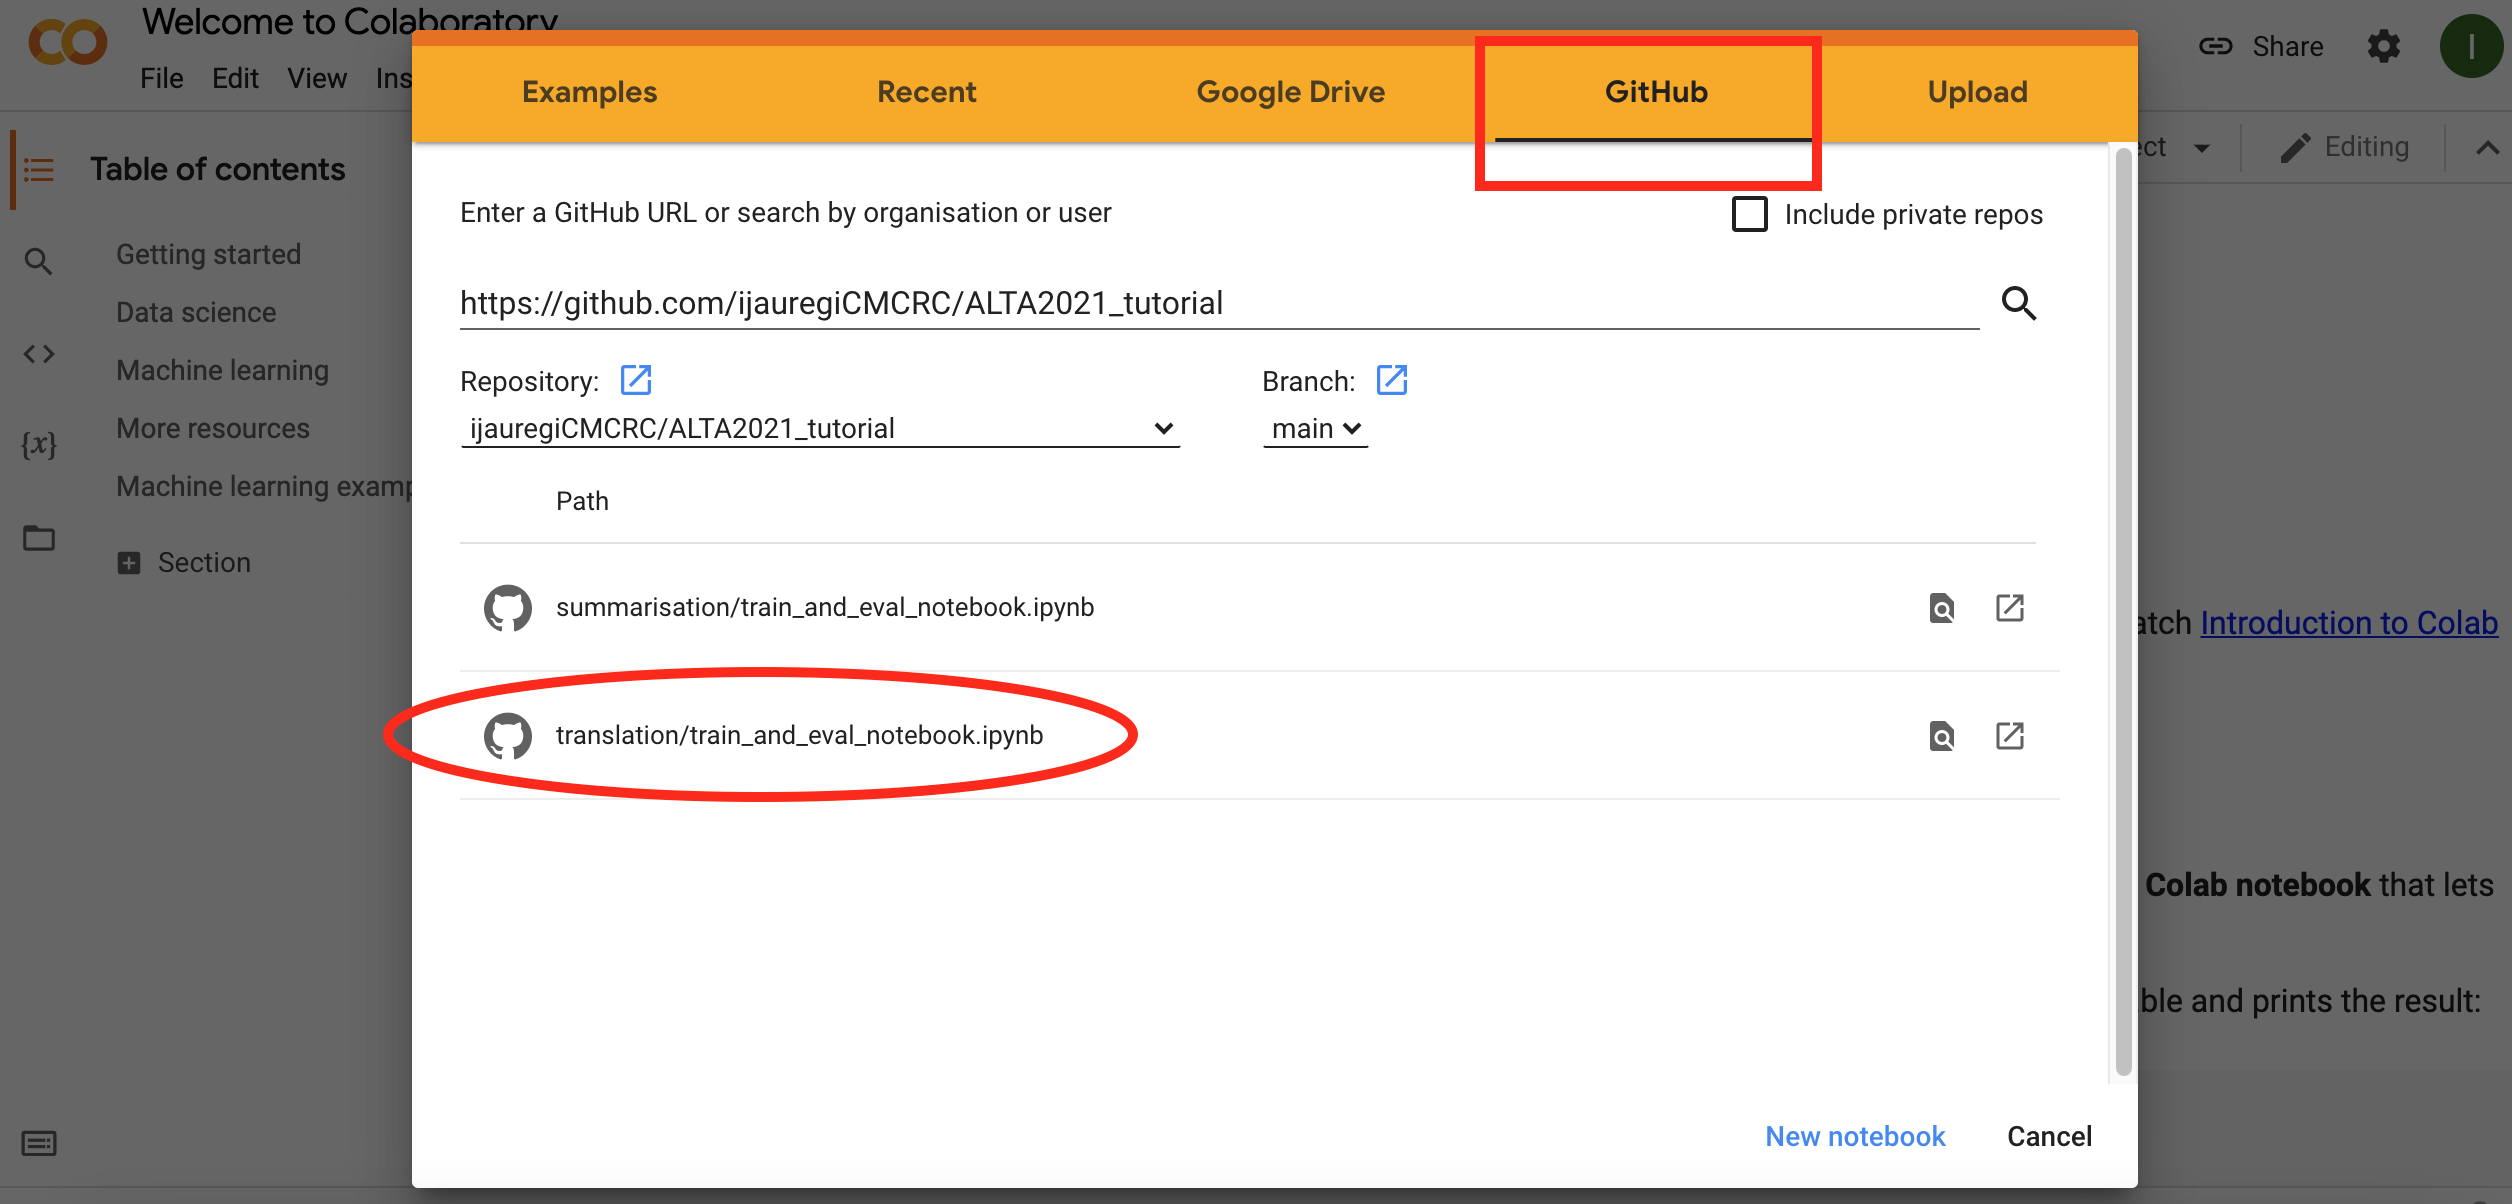 Welcome to Colaboratory
File Edit View Ins
Share
Examples Recent Google Drive GitHub Upload
Table of contents
Editing
Enter a GitHub URL or search by organisation or user
Include private repos
Getting started
https://github.com/ijauregiCMCRC/ALTA2021_tutorial
Data science
Machine learning
Repository:
Branch:
ijauregiCMCRC/ALTA2021_tutorial
main
More resources
Machine learning examp
Path
Section
summarisation/train_and_eval_notebook.ipynb
atch Introduction to Colab
translation/train_and_eval_notebook.ipynb
Colab notebook that lets
ble and prints the result:
New notebook
Cancel